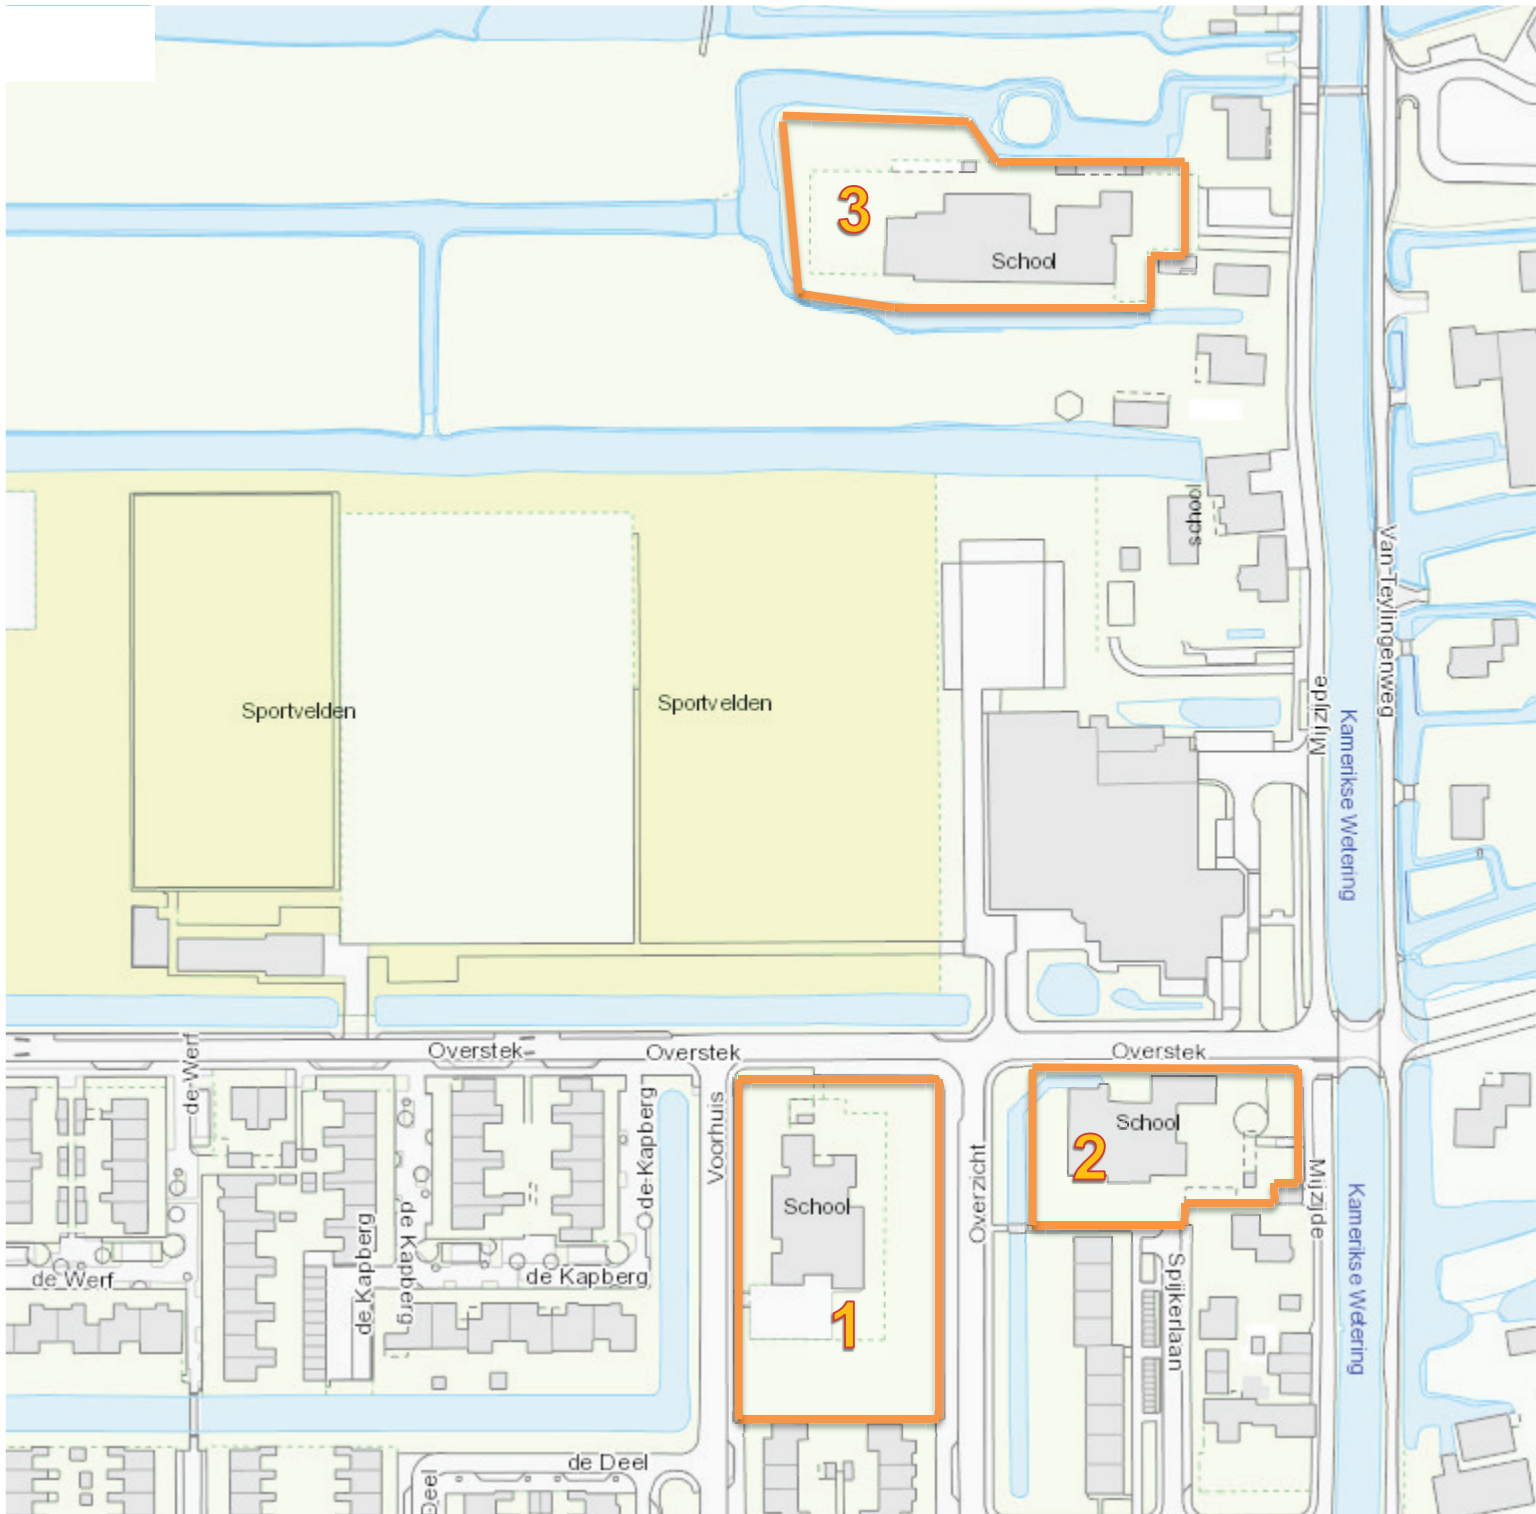 3
School
school
Van-Teylingenweg
Sportvelden
Sportvelden
Mijzijde
Kamerikse Wetering
Overstek
Overstek
Overstek
de-Werf
de-Kapberg
Voorhuis
School
2
Overzicht
Mijzijde
School
de Kapberg
de Kapberg
Kamerikse Wetering
de Werf
de Kapberg
1
Spijkerlaan
de Deel
Deel